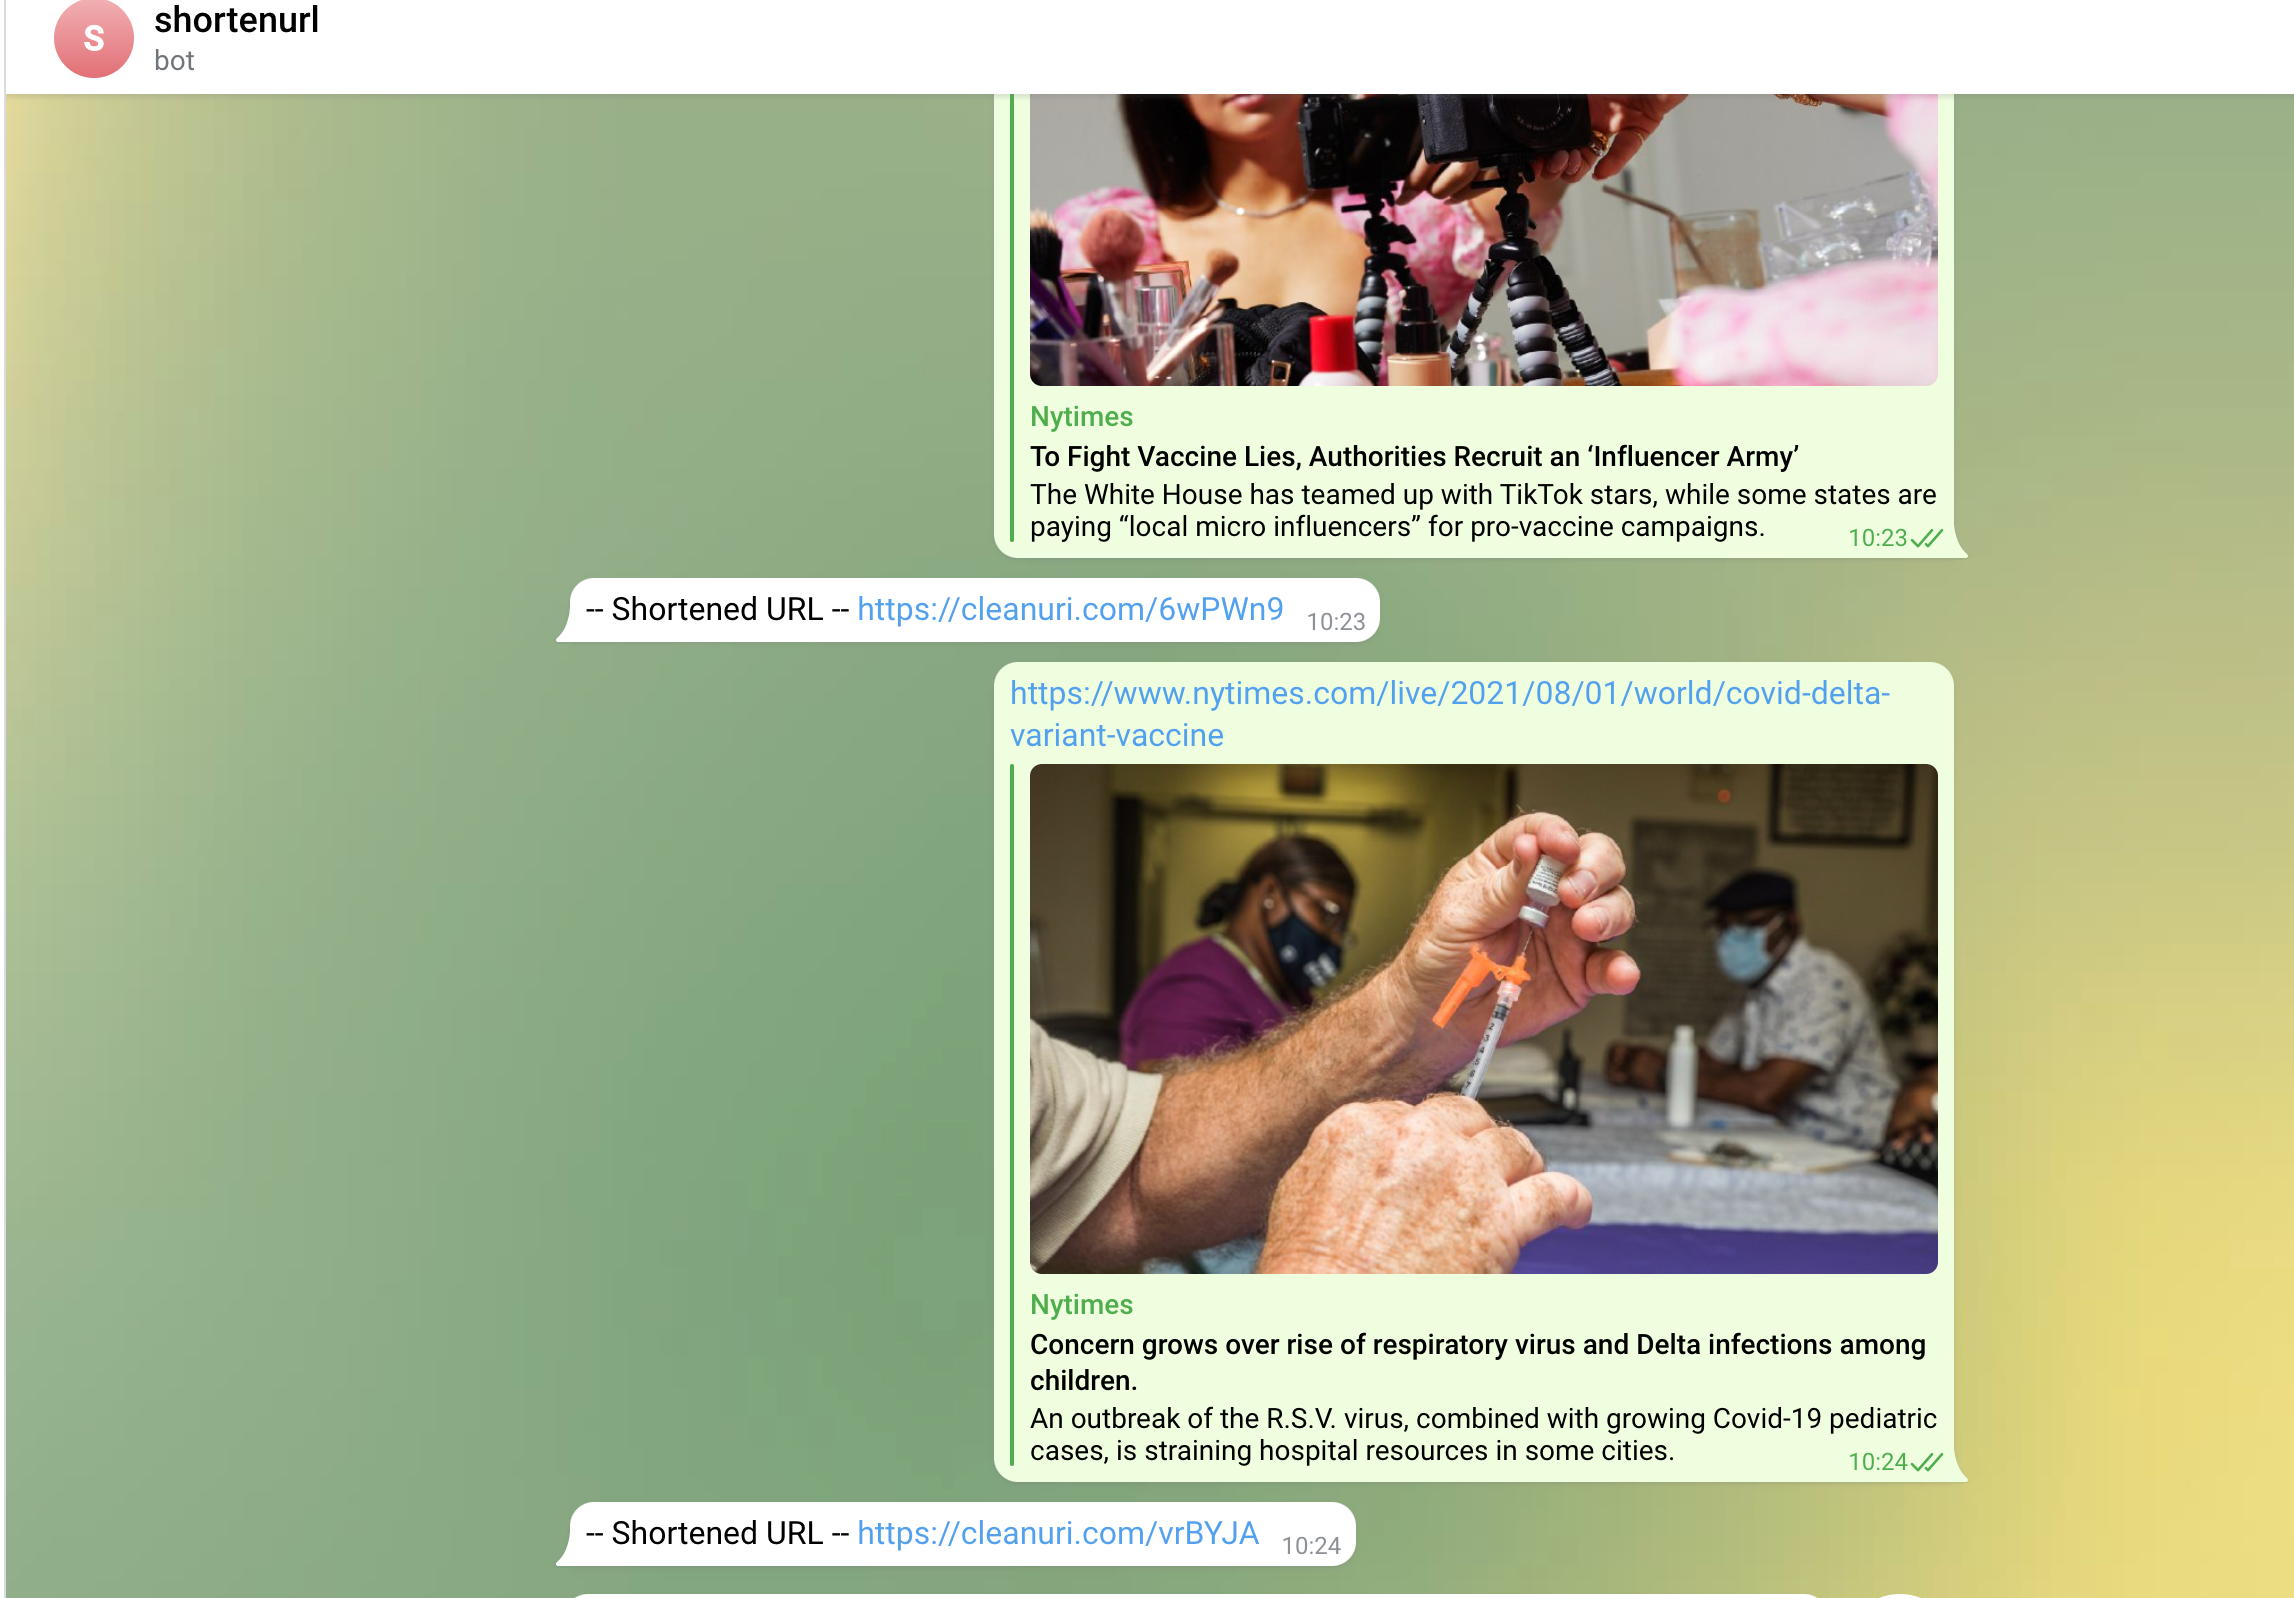 S
shortenurl
bot
Nytimes
To Fight Vaccine Lies, Authorities Recruit an ‘Influencer Army’
The White House has teamed up with TikTok stars, while some states are
paying “local micro influencers” for pro-vaccine campaigns.
10:23
-- Shortened URL -- https://cleanuri.com/6wPWn9
10:23
https://www.nytimes.com/live/2021/08/01/world/covid-delta-
variant-vaccine
Nytimes
Concern grows over rise of respiratory virus and Delta infections among
children.
An outbreak of the R.S.V. virus, combined with growing Covid-19 pediatric
cases, is straining hospital resources in some cities.
10:24
-- Shortened URL -- https://cleanuri.com/vrBYJA
10:24